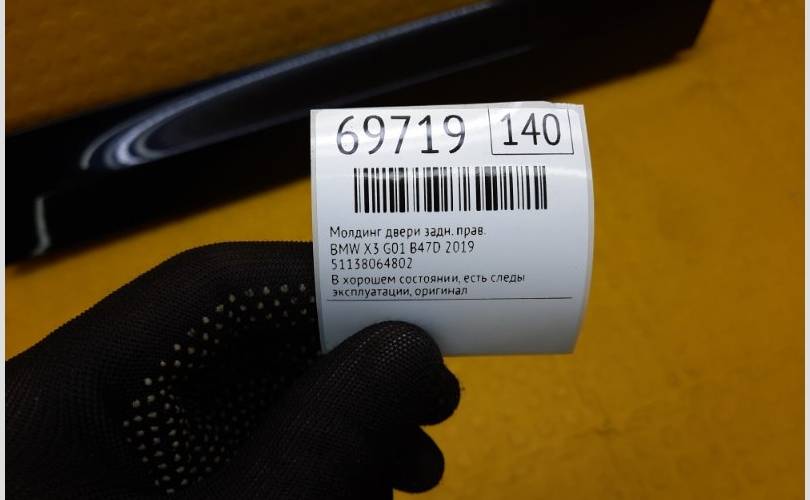 69719 140
Молдинг двери задн. прав.
BMW X3 G01 B47D 2019
51138064802
В хорошем состоянии, есть следы
эксплуатации, оригинал